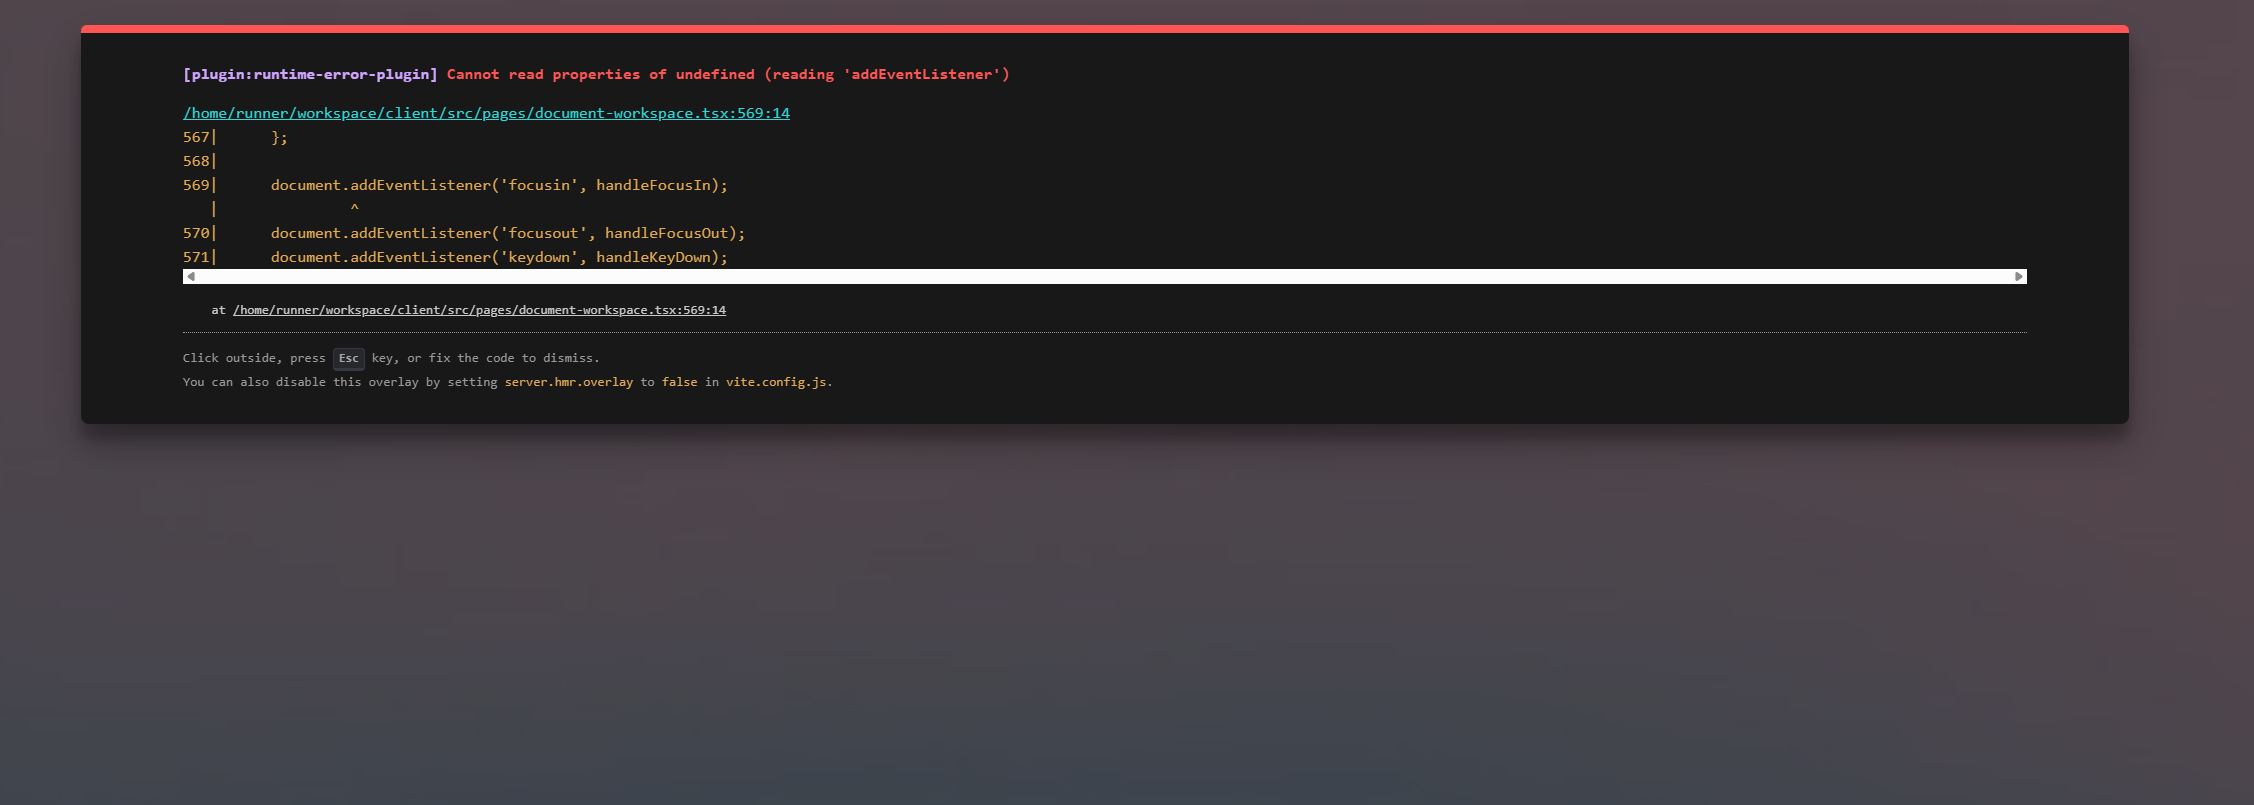 [plugin:runtime-error-plugin] Cannot read properties of undefined (reading 'addEventListener')
/home/runner/workspace/client/src/pages/document-workspace.tsx:569:14
567|      };
568|
569|      document.addEventListener('focusin', handleFocusIn);
   |               ^
570|      document.addEventListener('focusout', handleFocusOut);
571|      document.addEventListener('keydown', handleKeyDown);
at /home/runner/workspace/client/src/pages/document-workspace.tsx:569:14
Click outside, press Esc key, or fix the code to dismiss.
You can also disable this overlay by setting server.hmr.overlay to false in vite.config.js.